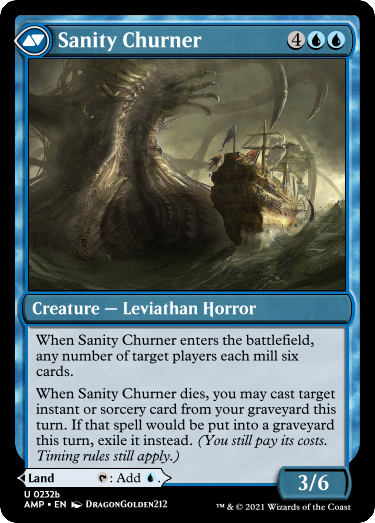 Sanity Churner 4
Creature — Leviathan Horror
When Sanity Churner enters the battlefield,
any number of target players each mill six
cards.
When Sanity Churner dies, you may cast target
instant or sorcery card from your graveyard this
turn. If that spell would be put into a graveyard
this turn, exile it instead. (You still pay its costs.
Timing rules still apply.)
Land : Add .
3/6
U 0232b
AMP • EN DragonGolden212
™ & © 2021 Wizards of the Coast